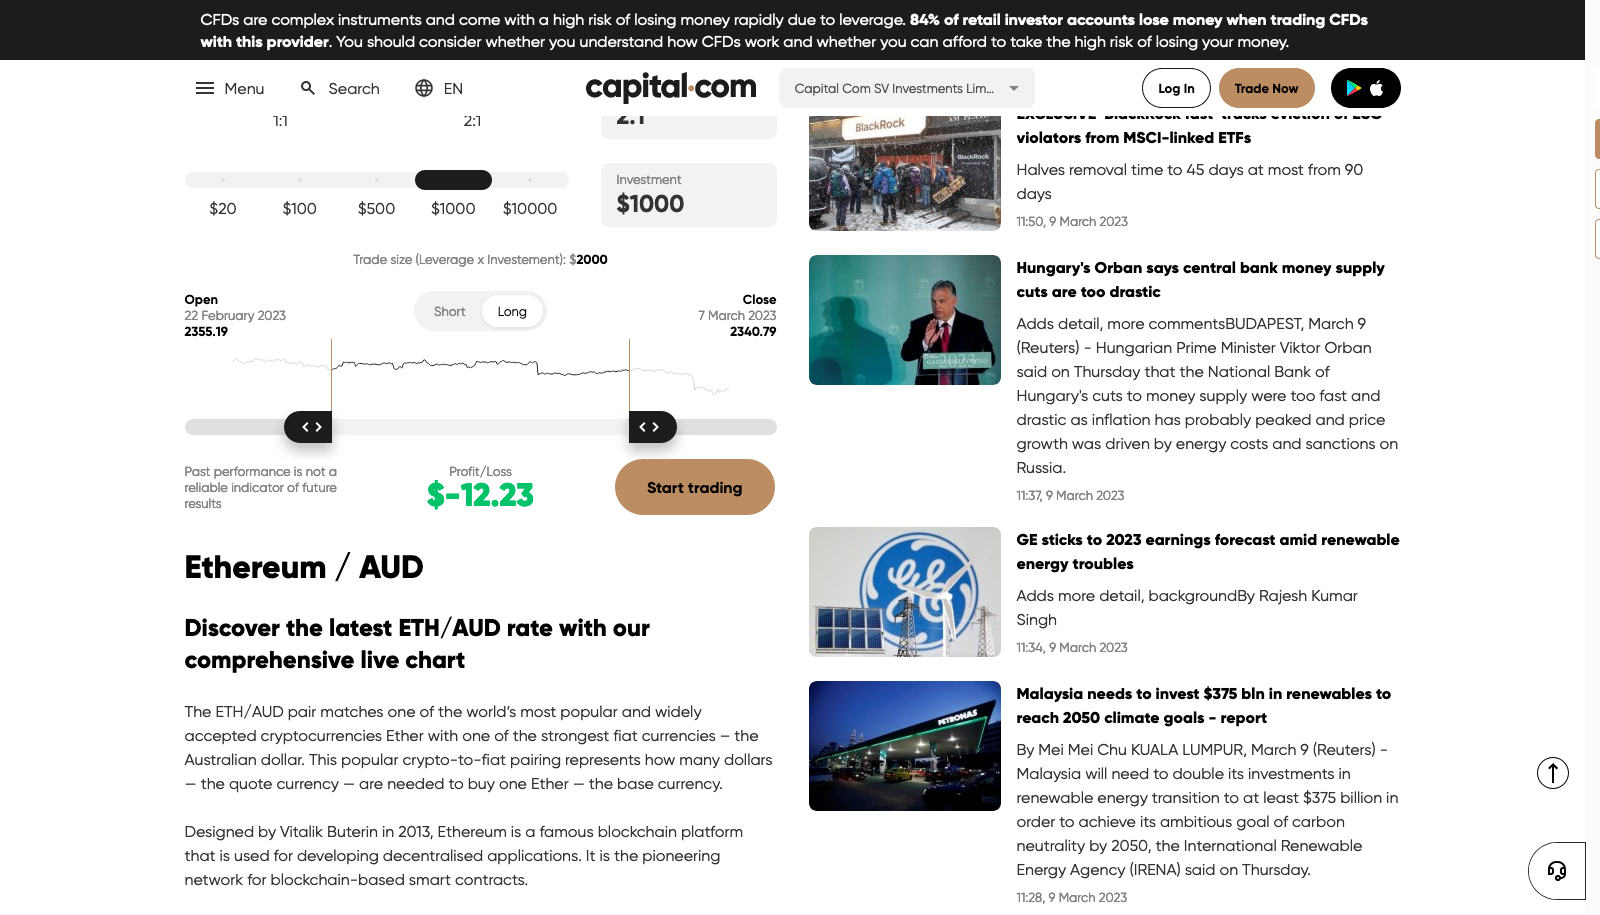 CFDs are complex instruments and come with a high risk of losing money rapidly due to leverage. 84% of retail investor accounts lose money when trading CFDs
with this provider. You should consider whether you understand how CFDs work and whether you can afford to take the high risk of losing your money.
Menu
Search
EN
capital.com
Capital Com SV Investments Lim...
Log In
Trade Now
1:1
2:1
2:1
$20
$100
$500
$1000
$10000
Investment
$1000
Trade size (Leverage x Investement): $2000
Open
22 February 2023
2355.19
Short
Long
Close
7 March 2023
2340.79
Past performance is not a
reliable indicator of future
results
Profit/Loss
$-12.23
Start trading
Ethereum / AUD
Discover the latest ETH/AUD rate with our
comprehensive live chart
The ETH/AUD pair matches one of the world's most popular and widely
accepted cryptocurrencies Ether with one of the strongest fiat currencies – the
Australian dollar. This popular crypto-to-fiat pairing represents how many dollars
— the quote currency — are needed to buy one Ether — the base currency.
Designed by Vitalik Buterin in 2013, Ethereum is a famous blockchain platform
that is used for developing decentralised applications. It is the pioneering
network for blockchain-based smart contracts.
BlackRock
BlackRock
EXCLUSIVE-BlackRock fast-tracks eviction of ESG
violators from MSCI-linked ETFs
Halves removal time to 45 days at most from 90
days
11:50, 9 March 2023
Hungary's Orban says central bank money supply
cuts are too drastic
Adds detail, more commentsBUDAPEST, March 9
(Reuters) - Hungarian Prime Minister Viktor Orban
said on Thursday that the National Bank of
Hungary's cuts to money supply were too fast and
drastic as inflation has probably peaked and price
growth was driven by energy costs and sanctions on
Russia.
11:37, 9 March 2023
GE sticks to 2023 earnings forecast amid renewable
energy troubles
Adds more detail, backgroundBy Rajesh Kumar
Singh
11:34, 9 March 2023
PETRONAS
Malaysia needs to invest $375 bln in renewables to
reach 2050 climate goals - report
By Mei Mei Chu KUALA LUMPUR, March 9 (Reuters) -
Malaysia will need to double its investments in
renewable energy transition to at least $375 billion in
order to achieve its ambitious goal of carbon
neutrality by 2050, the International Renewable
Energy Agency (IRENA) said on Thursday.
11:28, 9 March 2023